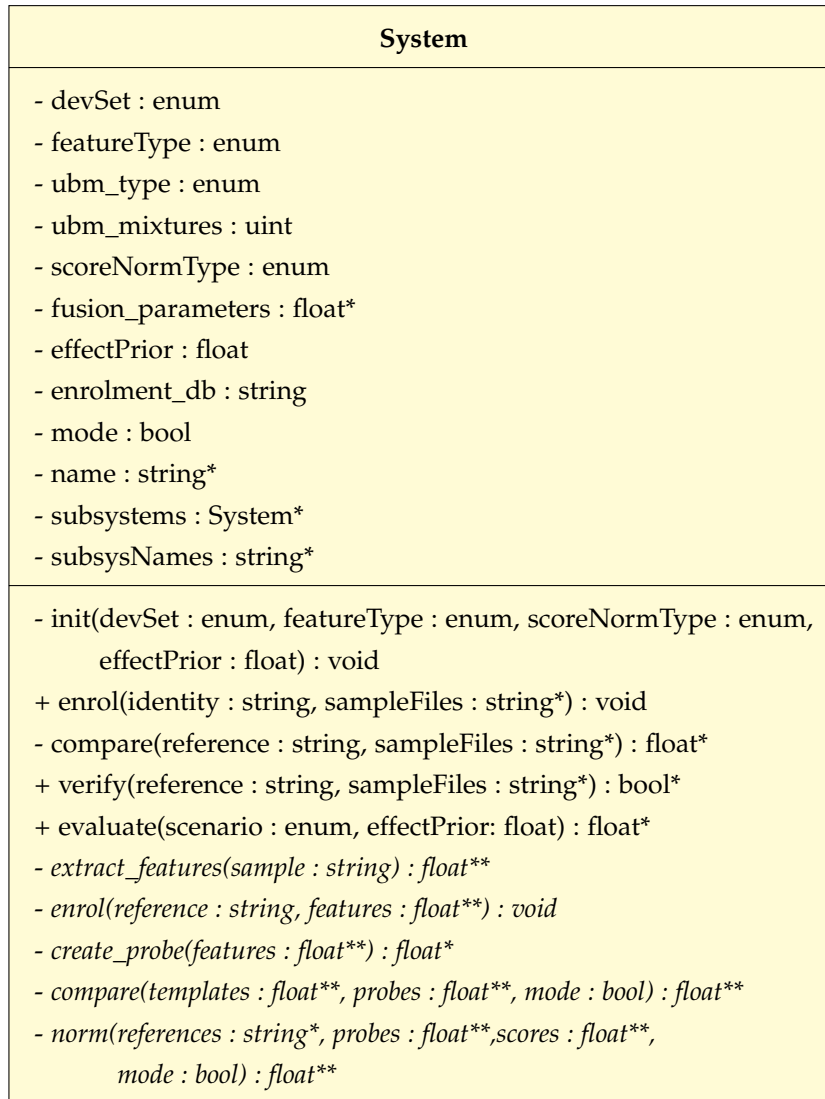 System
- devSet : enum
- featureType : enum
- ubm_type : enum
- ubm_mixtures : uint
- scoreNormType : enum
- fusion_parameters : float*
- effectPrior : float
- enrolment_db : string
- mode : bool
- name : string*
- subsystems : System*
- subsysNames : string*
- init(devSet : enum, featureType : enum, scoreNormType : enum,
effectPrior : float) : void
+ enrol(identity : string, sampleFiles : string*) : void
- compare(reference : string, sampleFiles : string*) : float*
+ verify(reference : string, sampleFiles : string*) : bool*
+ evaluate(scenario : enum, effectPrior: float) : float*
- extract_features(sample : string) : float**
- enrol(reference : string, features : float**) : void
- create_probe(features : float**) : float*
- compare(templates : float**, probes : float**, mode : bool) : float**
- norm(references : string*, probes : float**,scores : float**,
mode : bool) : float**